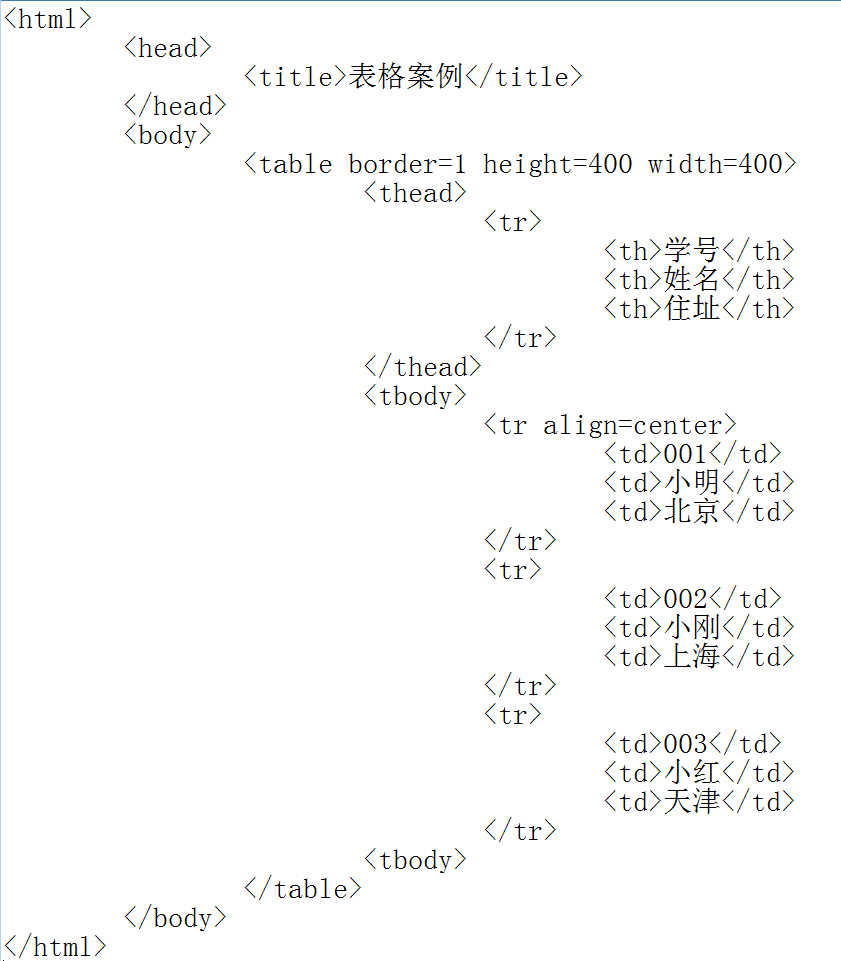 <html>
<head>
<title>表格案例</title>
</head>
<body>
<table border=1 height=400 width=400>
<thead>
<tr>
<th>学号</th>
<th>姓名</th>
<th>住址</th>
</tr>
</thead>
<tbody>
<tr align=center>
<td>001</td>
<td>小明</td>
<td>北京</td>
</tr>
<tr>
<td>002</td>
<td>小刚</td>
<td>上海</td>
</tr>
<tr>
<td>003</td>
<td>小红</td>
<td>天津</td>
</tr>
<tbody>
</table>
</body>
</html>